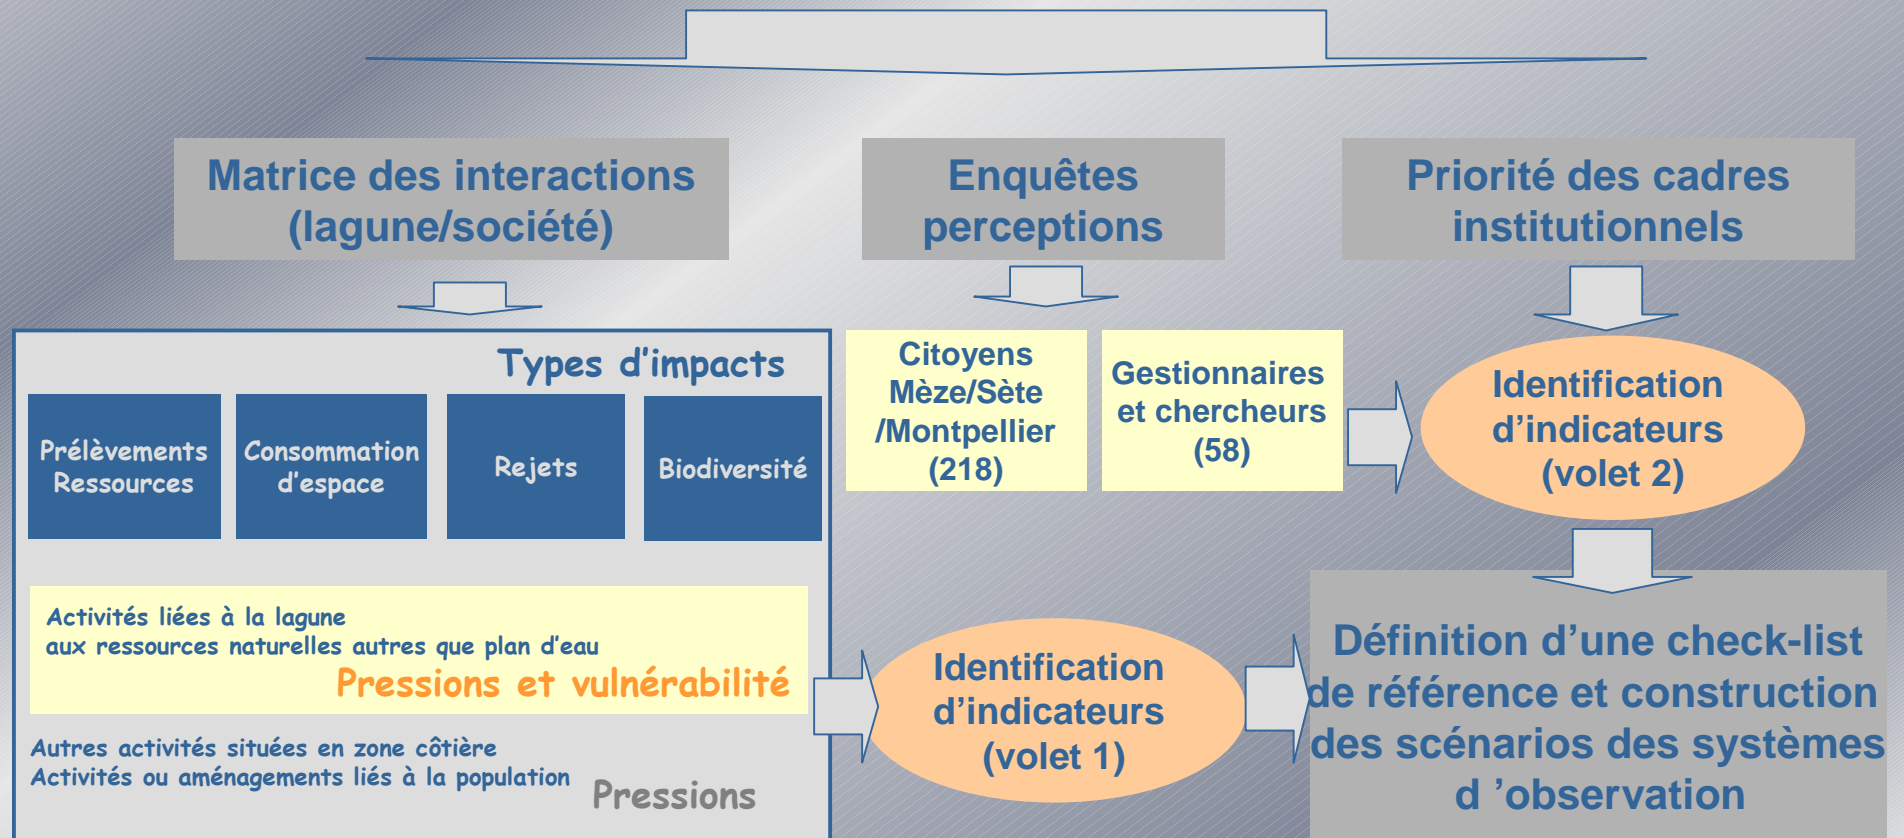 Matrice des interactions
(lagune/société)
Enquêtes
perceptions
Priorité des cadres
institutionnels
Types d'impacts
Prélèvements
Ressources
Consommation
d'espace
Rejets
Biodiversité
Activités liées à la lagune
aux ressources naturelles autres que plan d'eau
Pressions et vulnérabilité
Autres activités situées en zone côtière
Activités ou aménagements liés à la population
Pressions
Citoyens
Mèze/Sète
/Montpellier
(218)
Gestionnaires
et chercheurs
(58)
Identification
d'indicateurs
(volet 2)
Identification
d'indicateurs
(volet 1)
Définition d'une check-list
de référence et construction
des scénarios des systèmes
d 'observation